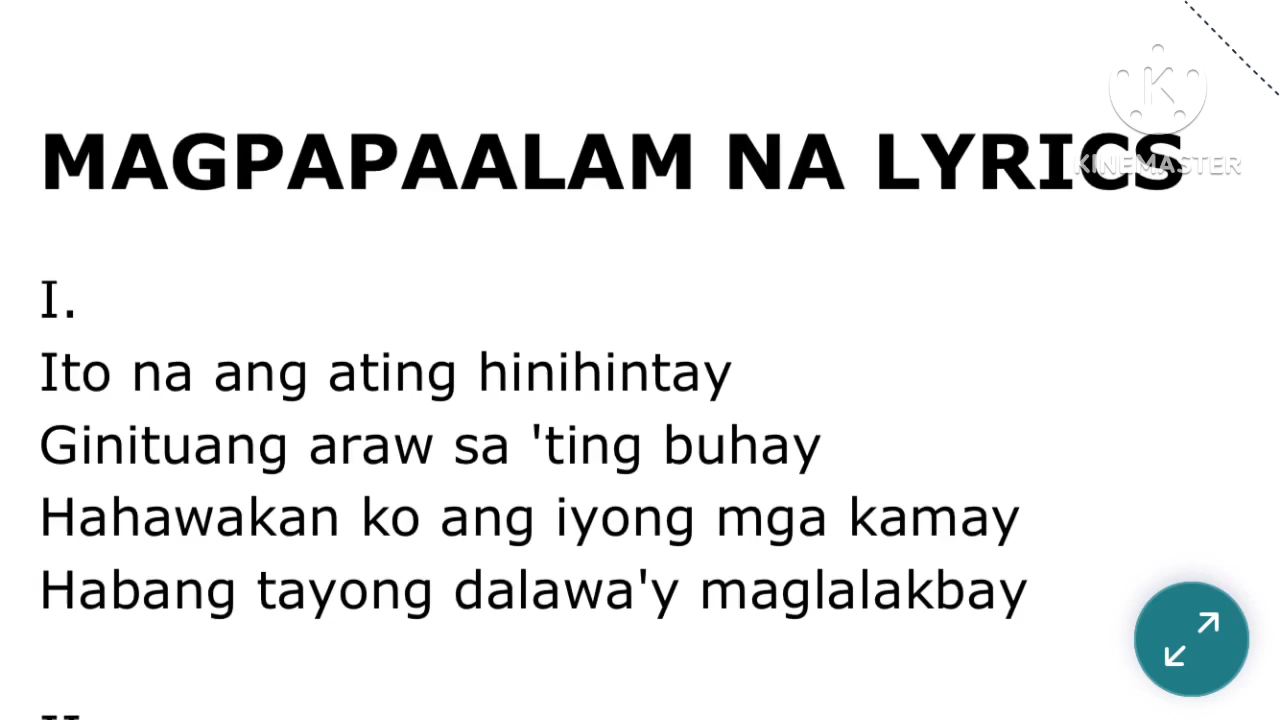 MAGPAPAALAM NA LYRICS
K
KINEMASTER
I.
Ito na ang ating hinihintay
Ginituang araw sa 'ting buhay
Hahawakan ko ang iyong mga kamay
Habang tayong dalawa'y maglalakbay